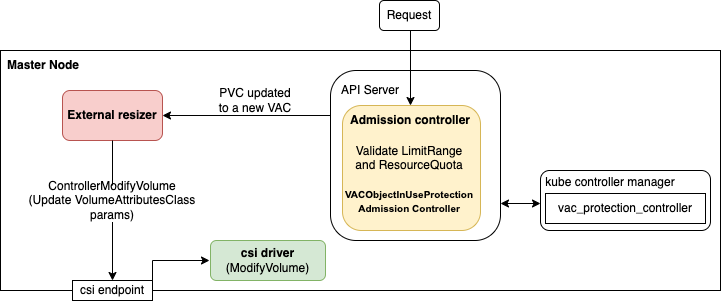 Request
Master Node
API Server
PVC updated
to a new VAC
External resizer
Admission controller
Validate LimitRange
and ResourceQuota
VACObjectInUseProtection
Admission Controller
kube controller manager
vac_protection_controller
ControllerModifyVolume
(Update VolumeAttributesClass
params)
csi driver
(ModifyVolume)
csi endpoint